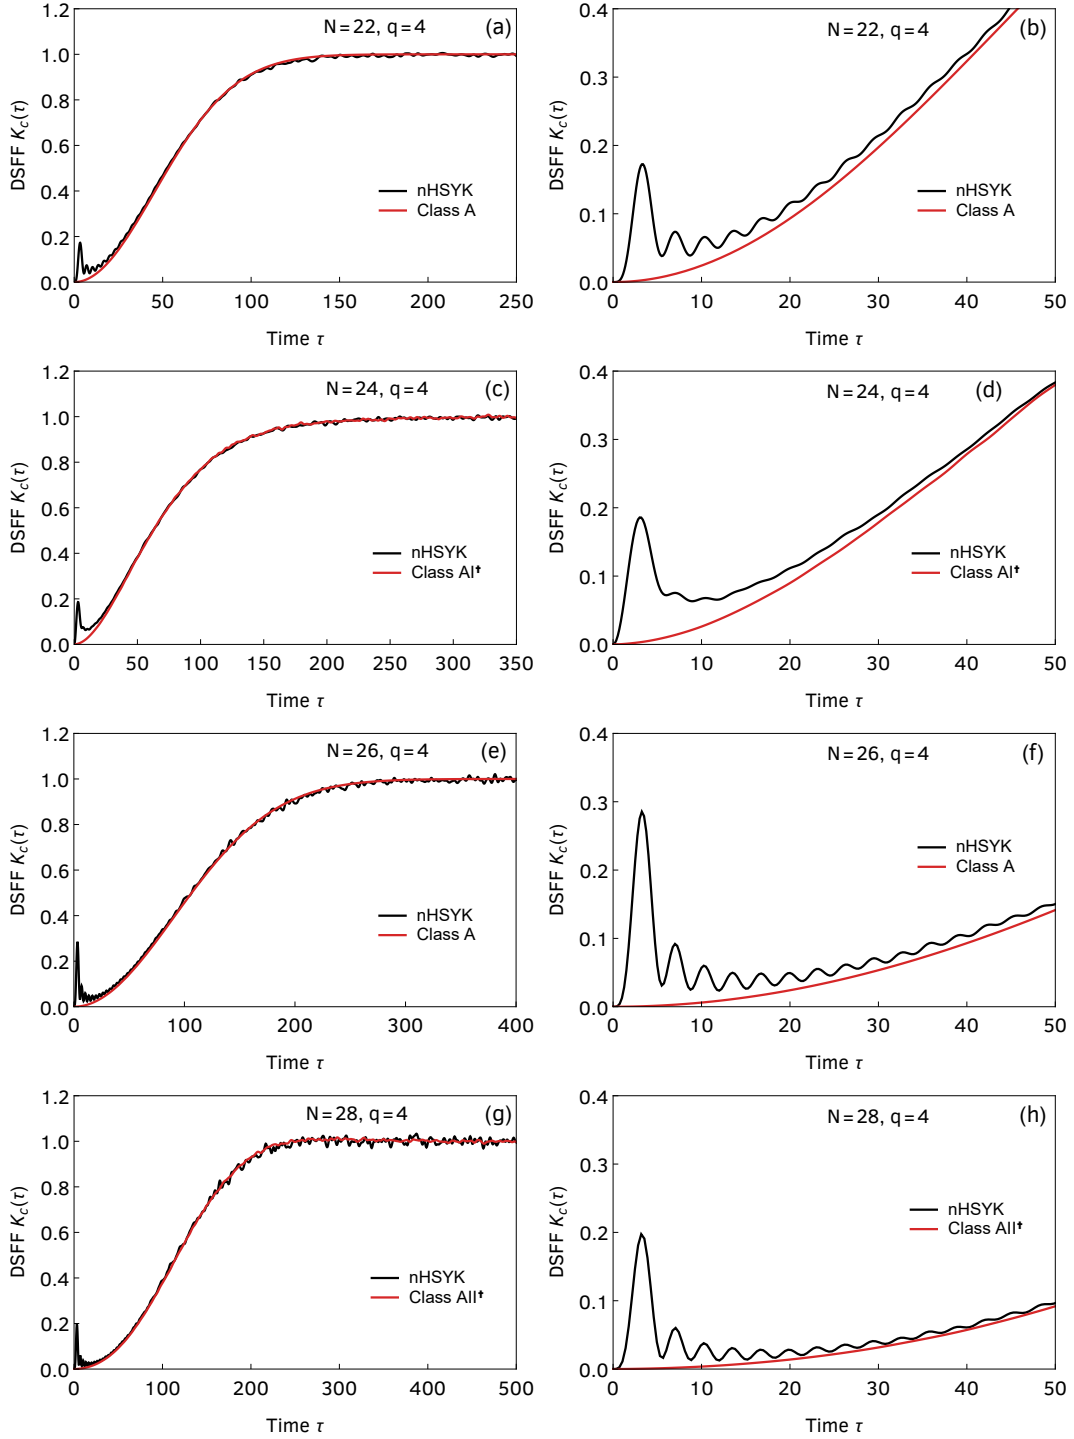 N=22, q=4
(a)
DSFF Kc(τ)
1.2
1.0
0.8
0.6
0.4
0.2
0.0
nHSYK
Class A
0 50 100 150 200 250
Time τ
N=22, q=4
(b)
DSFF Kc(τ)
0.4
0.3
0.2
0.1
0.0
nHSYK
Class A
0 10 20 30 40 50
Time τ
N=24, q=4
(c)
DSFF Kc(τ)
1.2
1.0
0.8
0.6
0.4
0.2
0.0
nHSYK
Class AI†
0 50 100 150 200 250 300 350
Time τ
N=24, q=4
(d)
DSFF Kc(τ)
0.4
0.3
0.2
0.1
0.0
nHSYK
Class AI†
0 10 20 30 40 50
Time τ
N=26, q=4
(e)
DSFF Kc(τ)
1.2
1.0
0.8
0.6
0.4
0.2
0.0
nHSYK
Class A
0 100 200 300 400
Time τ
N=26, q=4
(f)
DSFF Kc(τ)
0.4
0.3
0.2
0.1
0.0
nHSYK
Class A
0 10 20 30 40 50
Time τ
N=28, q=4
(g)
DSFF Kc(τ)
1.2
1.0
0.8
0.6
0.4
0.2
0.0
nHSYK
Class AII†
0 100 200 300 400 500
Time τ
N=28, q=4
(h)
DSFF Kc(τ)
0.4
0.3
0.2
0.1
0.0
nHSYK
Class AII†
0 10 20 30 40 50
Time τ